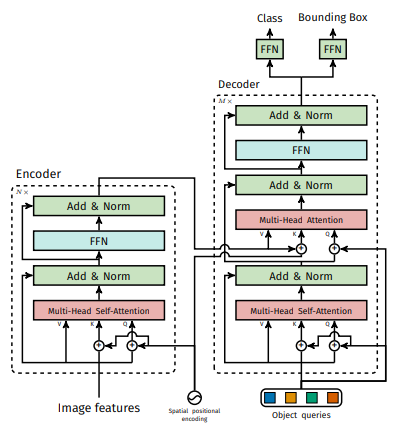 Class
Bounding Box
FFN
FFN
Decoder
M×
Add & Norm
FFN
Add & Norm
Multi-Head Attention
V K Q
Add & Norm
Multi-Head Self-Attention
V K Q
Encoder
N×
Add & Norm
FFN
Add & Norm
Multi-Head Self-Attention
V K Q
Image features
Spatial positional
encoding
Object queries